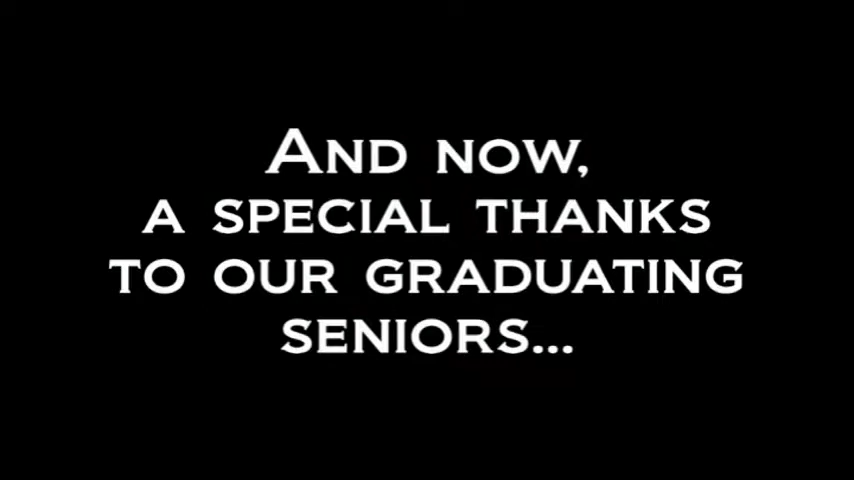 And now,
a special thanks
to our graduating
seniors...